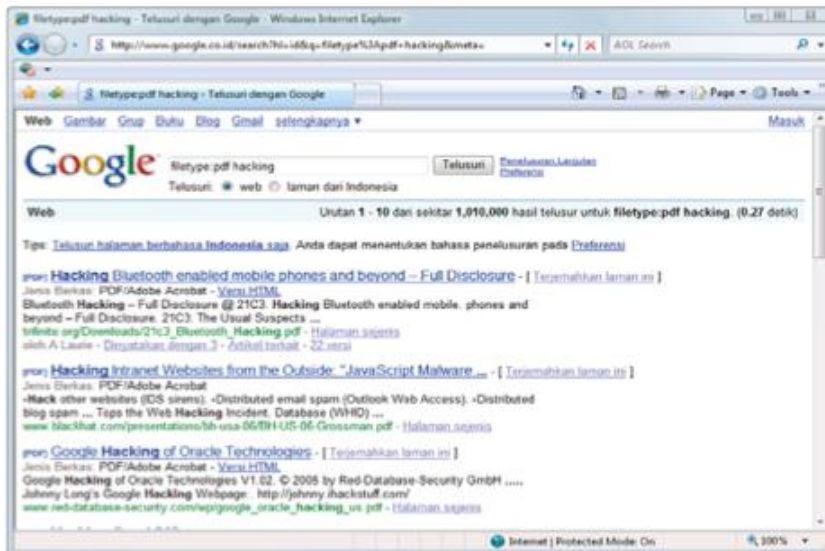 filetype:pdf hacking - Telusuri dengan Google - Windows Internet Explorer
http://www.google.co.id/search?hl=id&q=filetype%3Apdf+hacking&meta=
AOL Search
filetype:pdf hacking - Telusuri dengan Google
Page Tools
Web Gambar Grup Buku Blog Gmail selengkapnya Masuk
Google filetype:pdf hacking Telusuri Penelusuran Lanjutan
Preferensi
Telusuri: web laman dari Indonesia
Web Urutan 1 - 10 dari sekitar 1,010,000 hasil telusur untuk filetype:pdf hacking. (0.27 detik)
Tips: Telusuri halaman berbahasa Indonesia saja. Anda dapat menentukan bahasa penelusuran pada Preferensi
[PDF] Hacking Bluetooth enabled mobile phones and beyond – Full Disclosure - [ Terjemahkan laman ini ]
Jenis Berkas: PDF/Adobe Acrobat - Versi HTML
Bluetooth Hacking – Full Disclosure @ 21C3. Hacking Bluetooth enabled mobile. phones and
beyond – Full Disclosure. 21C3: The Usual Suspects ...
trifinite.org/Downloads/21c3_Bluetooth_Hacking.pdf - Halaman sejenis
oleh A Laurie - Dinyatakan dengan 3 - Artikel terkait - 22 versi
[PDF] Hacking Intranet Websites from the Outside: "JavaScript Malware ... - [ Terjemahkan laman ini ]
Jenis Berkas: PDF/Adobe Acrobat
•Hack other websites (IDS sirens). •Distributed email spam (Outlook Web Access). •Distributed
blog spam ... Tops the Web Hacking Incident. Database (WHID) ...
www.blackhat.com/presentations/bh-usa-06/BH-US-06-Grossman.pdf - Halaman sejenis
[PDF] Google Hacking of Oracle Technologies - [ Terjemahkan laman ini ]
Jenis Berkas: PDF/Adobe Acrobat - Versi HTML
Google Hacking of Oracle Technologies V1.02. © 2005 by Red-Database-Security GmbH .....
Johnny Long's Google Hacking Webpage:. http://johnny.ihackstuff.com/
www.red-database-security.com/wp/google_oracle_hacking_us.pdf - Halaman sejenis
Internet | Protected Mode: On 100%